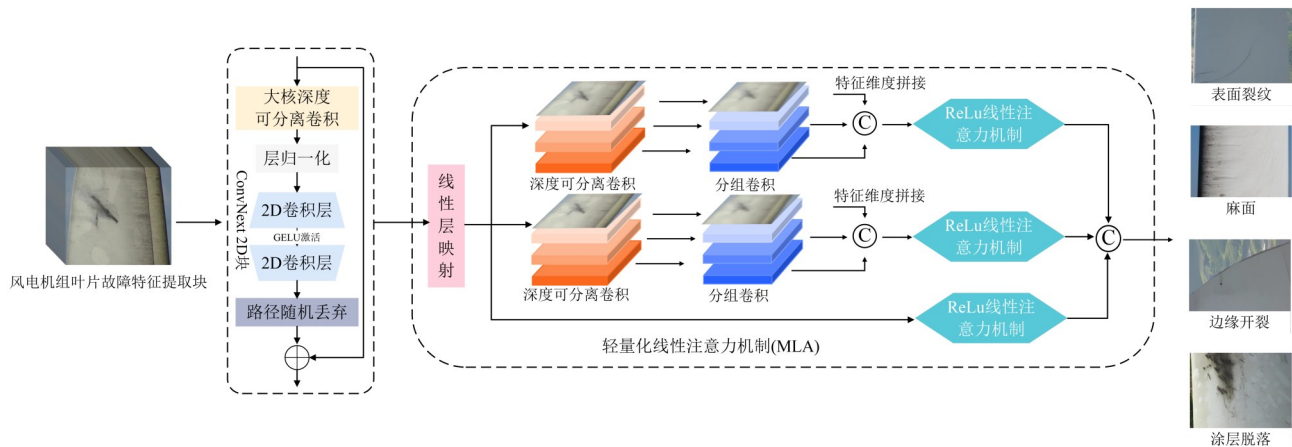 风电机组叶片故障特征提取块
大核深度
可分离卷积
层归一化
2D卷积层
GELU激活
2D卷积层
路径随机丢弃
ConvNext 2D块
线性层映射
深度可分离卷积
分组卷积
特征维度拼接
C
ReLu线性注
意力机制
深度可分离卷积
分组卷积
特征维度拼接
C
ReLu线性注
意力机制
ReLu线性注
意力机制
C
轻量化线性注意力机制(MLA)
表面裂纹
麻面
边缘开裂
涂层脱落